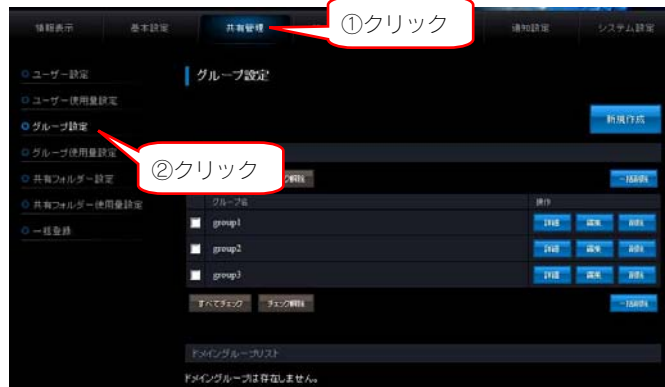 情報表示 基本設定 共有管理 ①クリック 通知設定 システム設定
ユーザー設定
グループ設定
ユーザー使用量設定
グループ設定
新規作成
グループ使用量設定
②クリック
共有フォルダー設定
一括削除
共有フォルダー使用量設定
グループ名 操作
一括登録
group1 詳細 編集 削除
group2 詳細 編集 削除
group3 詳細 編集 削除
すべてチェック チェック解除 一括削除
ドメイングループリスト
ドメイングループは存在しません。